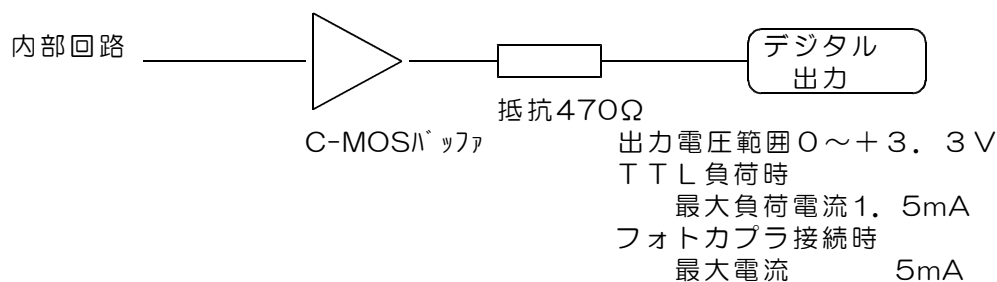 内部回路
デジタル
出力
抵抗470Ω
C-MOSﾊﾞｯﾌｧ
出力電圧範囲０～＋３．３Ｖ
ＴＴＬ負荷時
最大負荷電流1．5mA
フォトカプラ接続時
最大電流　　　5mA